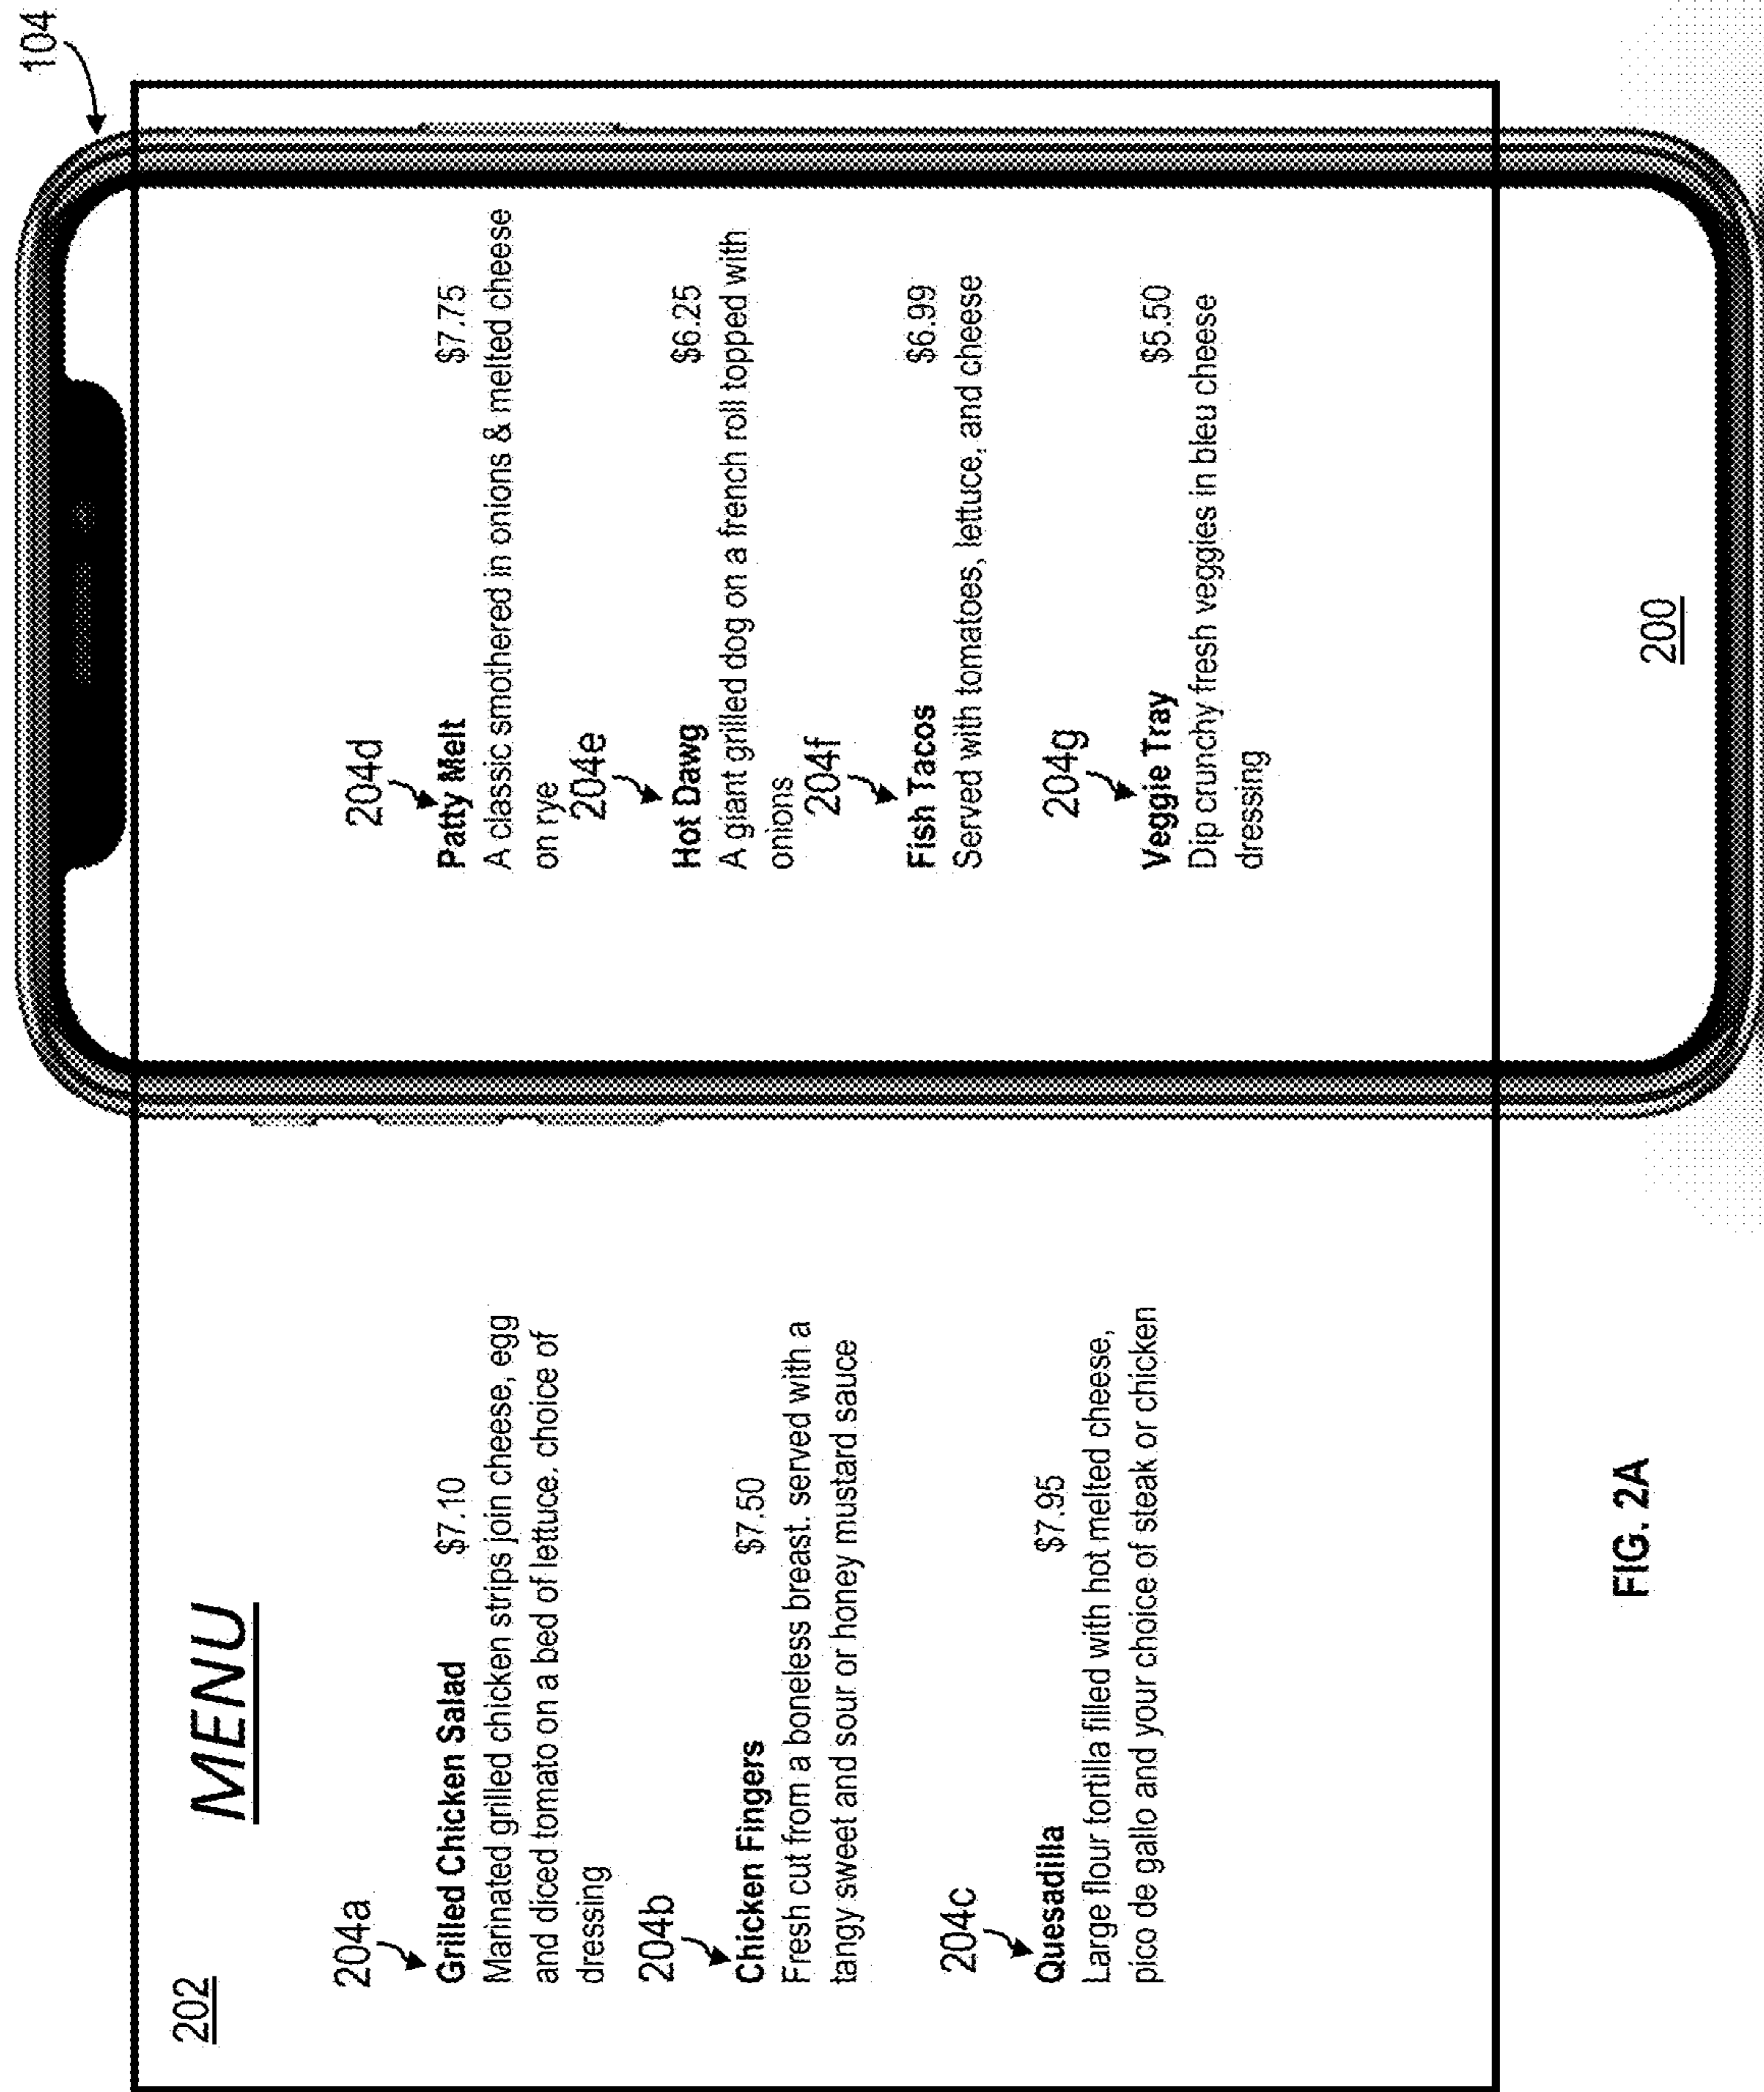 104
202
MENU
204a
Grilled Chicken Salad $7.10
Marinated grilled chicken strips join cheese, egg
and diced tomato on a bed of lettuce, choice of
dressing
204b
Chicken Fingers $7.50
Fresh cut from a boneless breast. served with a
tangy sweet and sour or honey mustard sauce
204c
Quesadilla $7.95
Large flour tortilla filled with hot melted cheese,
pico de gallo and your choice of steak or chicken
204d
Patty Melt $7.75
A classic smothered in onions & melted cheese
on rye
204e
Hot Dawg $6.25
A giant grilled dog on a french roll topped with
onions
204f
Fish Tacos $6.99
Served with tomatoes, lettuce, and cheese
204g
Veggie Tray $5.50
Dip crunchy fresh veggies in bleu cheese
dressing
200
FIG. 2A